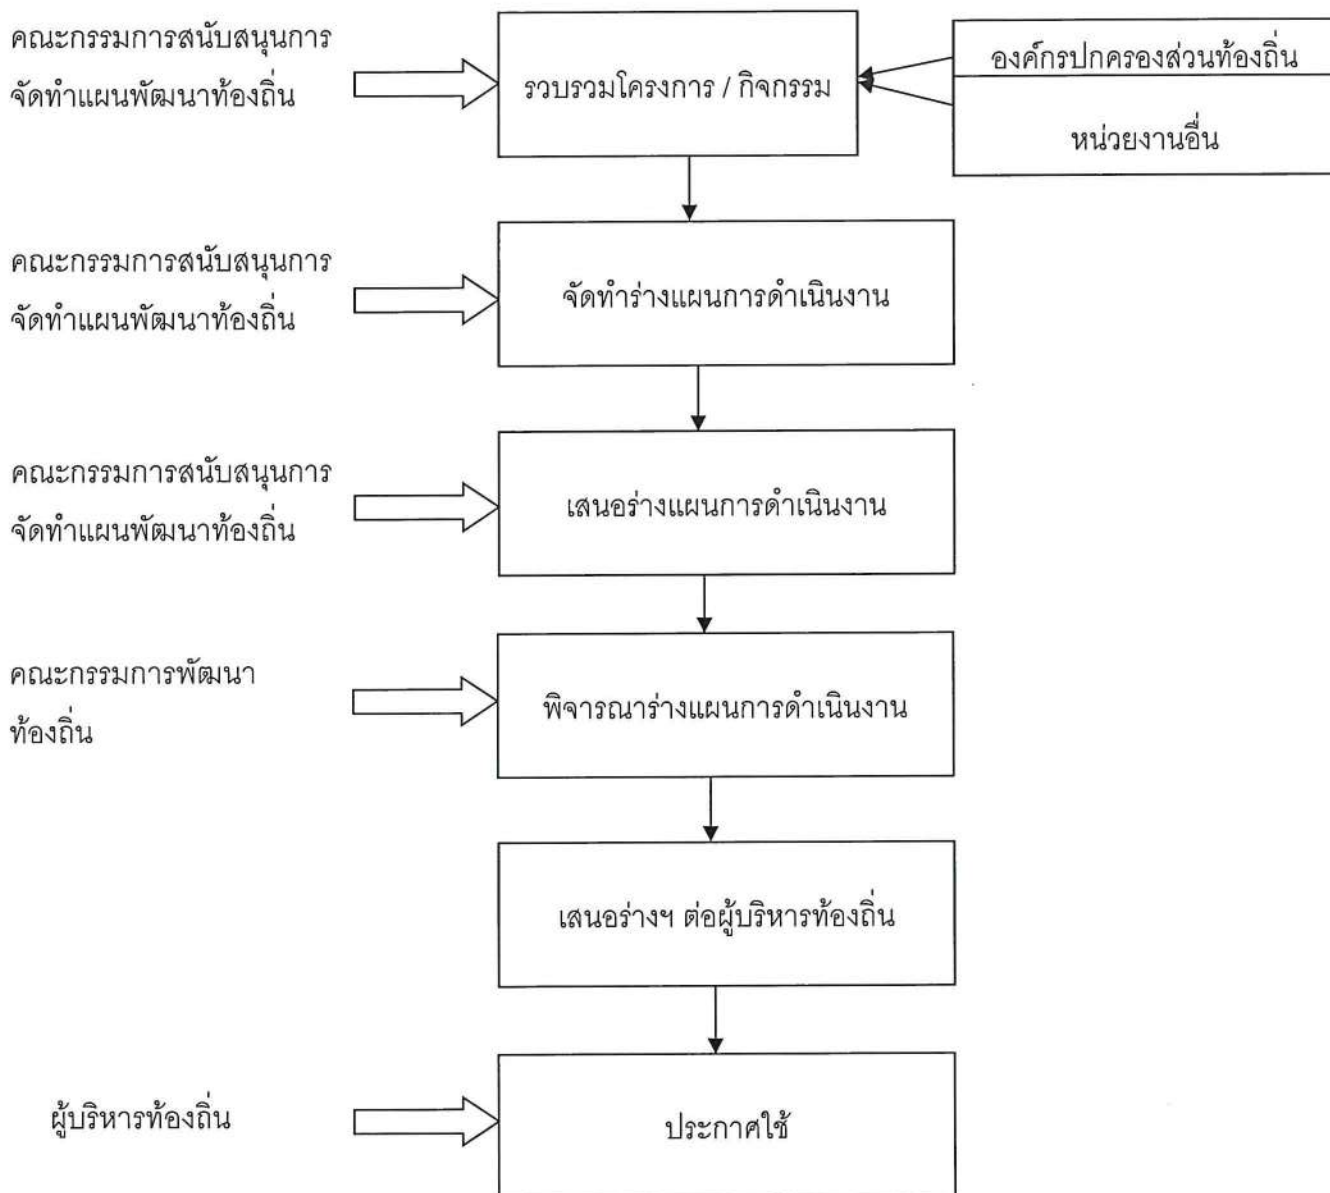 คณะกรรมการสนับสนุนการ
จัดทำแผนพัฒนาท้องถิ่น
รวบรวมโครงการ / กิจกรรม
องค์กรปกครองส่วนท้องถิ่น
หน่วยงานอื่น
คณะกรรมการสนับสนุนการ
จัดทำแผนพัฒนาท้องถิ่น
จัดทำร่างแผนการดำเนินงาน
คณะกรรมการสนับสนุนการ
จัดทำแผนพัฒนาท้องถิ่น
เสนอร่างแผนการดำเนินงาน
คณะกรรมการพัฒนา
ท้องถิ่น
พิจารณาร่างแผนการดำเนินงาน
เสนอร่างฯ ต่อผู้บริหารท้องถิ่น
ผู้บริหารท้องถิ่น
ประกาศใช้